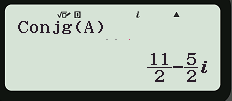 √▯ D i ▲
Conjg(A)
11/2-5/2i